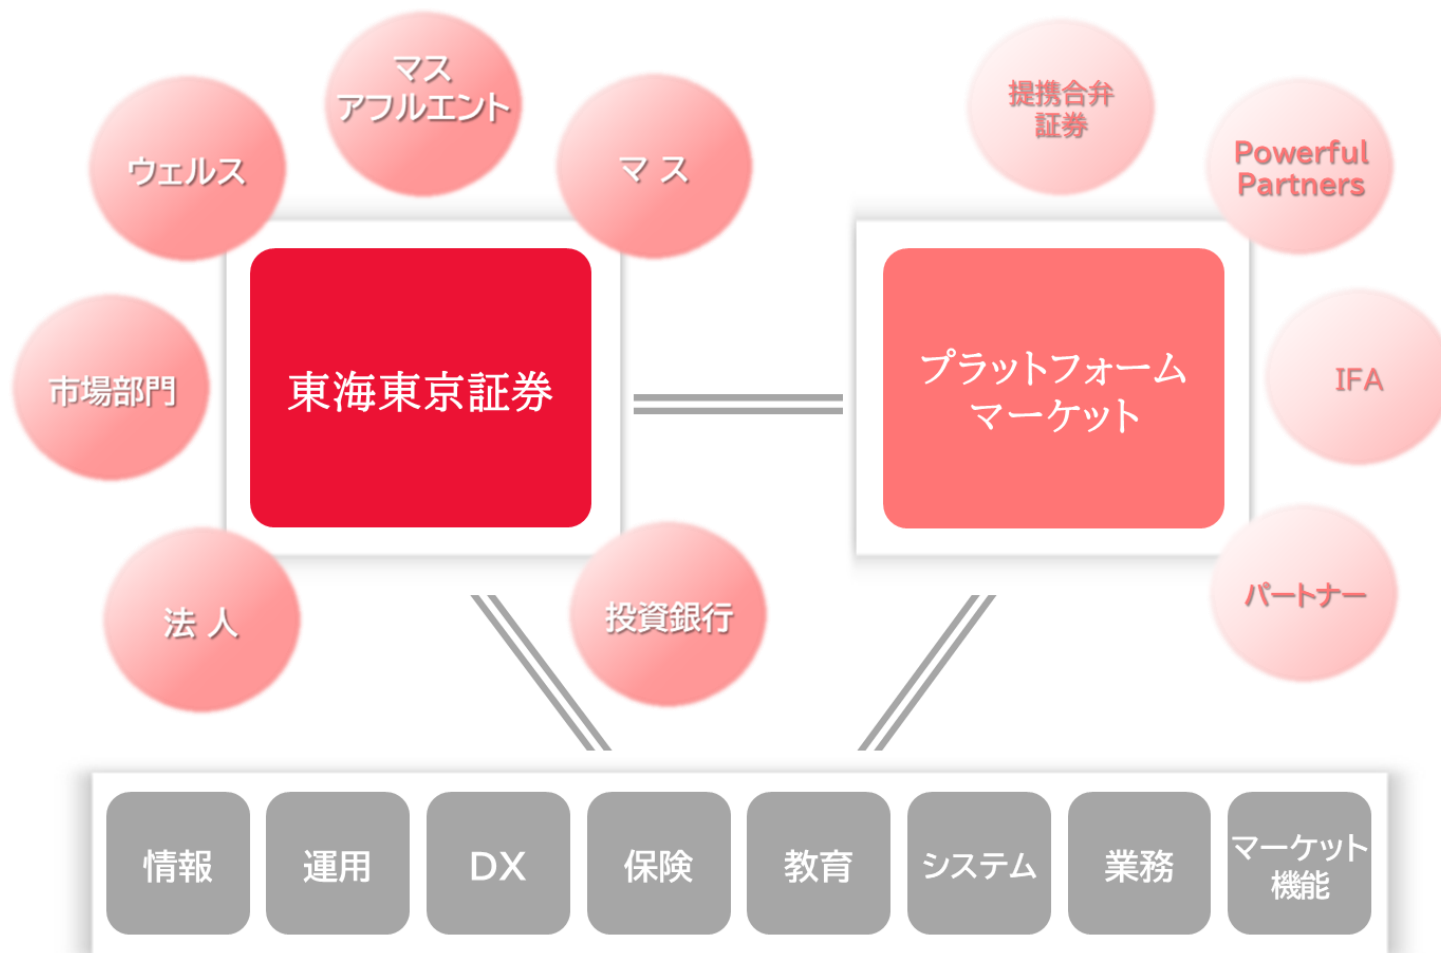 マス
アフルエント
ウェルス
マス
市場部門
東海東京証券
法人
投資銀行
提携合弁
証券
Powerful
Partners
プラットフォーム
マーケット
IFA
パートナー
情報
運用
DX
保険
教育
システム
業務
マーケット
機能